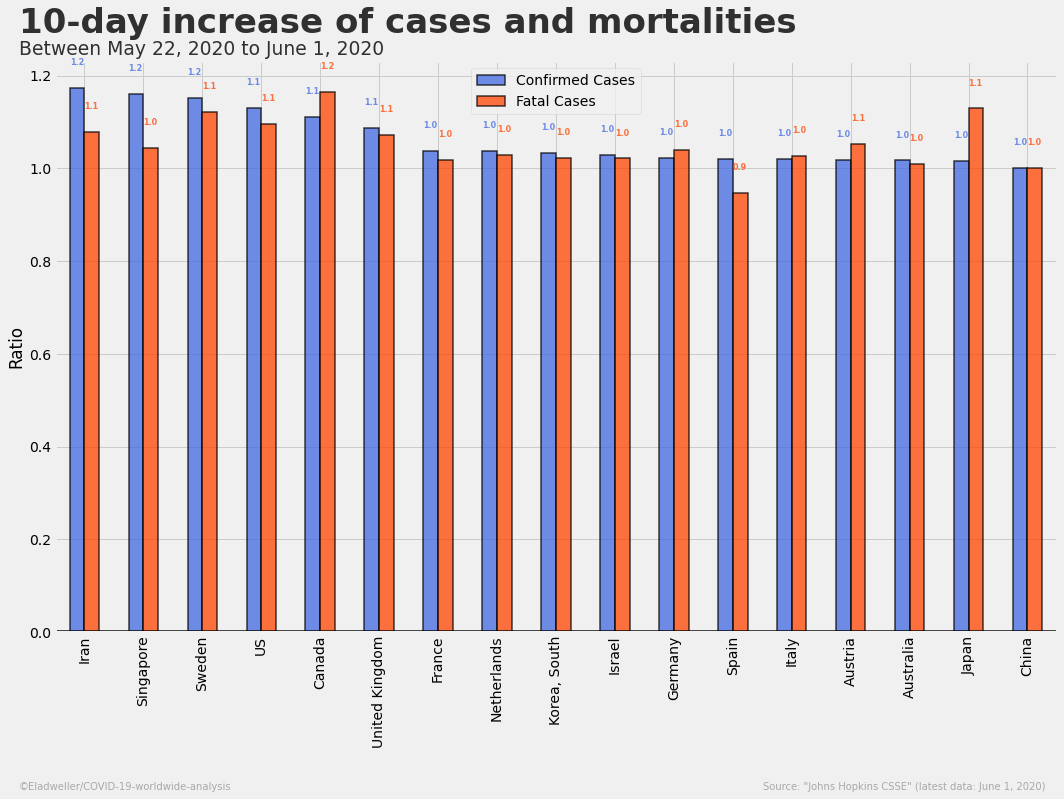 10-day increase of cases and mortalities
Between May 22, 2020 to June 1, 2020
Confirmed Cases
Fatal Cases
Ratio
1.2
1.0
0.8
0.6
0.4
0.2
0.0
1.2 1.1 1.2 1.0 1.2 1.1 1.1 1.1 1.1 1.2 1.1 1.1 1.0 1.0 1.0 1.0 1.0 1.0 1.0 1.0 1.0 1.0 1.0 0.9 1.0 1.0 1.0 1.1 1.0 1.0 1.0 1.1 1.0 1.0
Iran
Singapore
Sweden
US
Canada
United Kingdom
France
Netherlands
Korea, South
Israel
Germany
Spain
Italy
Austria
Australia
Japan
China
©Eladweller/COVID-19-worldwide-analysis
Source: "Johns Hopkins CSSE" (latest data: June 1, 2020)